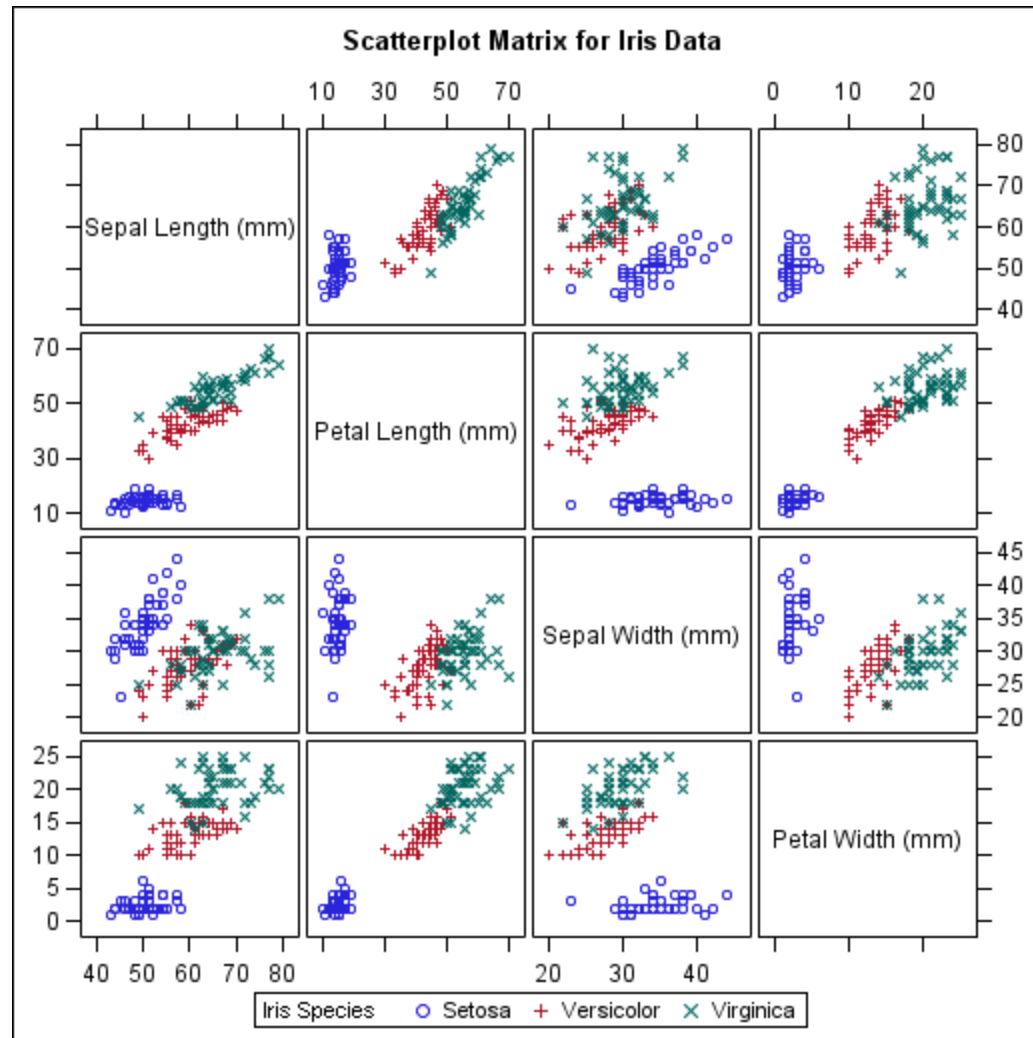 Scatterplot Matrix for Iris Data
10 30 50 70 0 10 20
Sepal Length (mm)
80
70
60
50
40
70
50
30
10
Petal Length (mm)
Sepal Width (mm)
45
40
35
30
25
20
25
20
15
10
5
0
Petal Width (mm)
40 50 60 70 80 20 30 40
Iris Species Setosa Versicolor Virginica